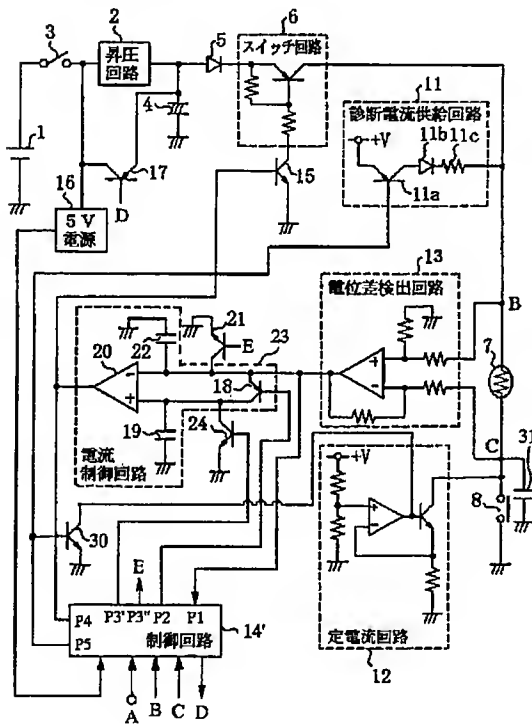 2
3
昇圧
回路
5
6
スイッチ回路
4
1
17
D
16
5 V
電源
15
11
診断電流供給回路
+V
11b
11c
11a
13
電位差検出回路
B
7
C
31
8
21
22
E
23
20
18
19
24
電流
制御回路
30
E
+V
定電流回路
12
P4
P3'
P3"
P2
P1
P5
制御回路
14'
A
B
C
D